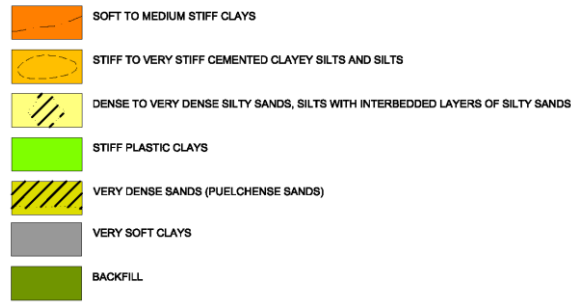 SOFT TO MEDIUM STIFF CLAYS
STIFF TO VERY STIFF CEMENTED CLAYEY SILTS AND SILTS
DENSE TO VERY DENSE SILTY SANDS, SILTS WITH INTERBEDDED LAYERS OF SILTY SANDS
STIFF PLASTIC CLAYS
VERY DENSE SANDS (PUELCHENSE SANDS)
VERY SOFT CLAYS
BACKFILL